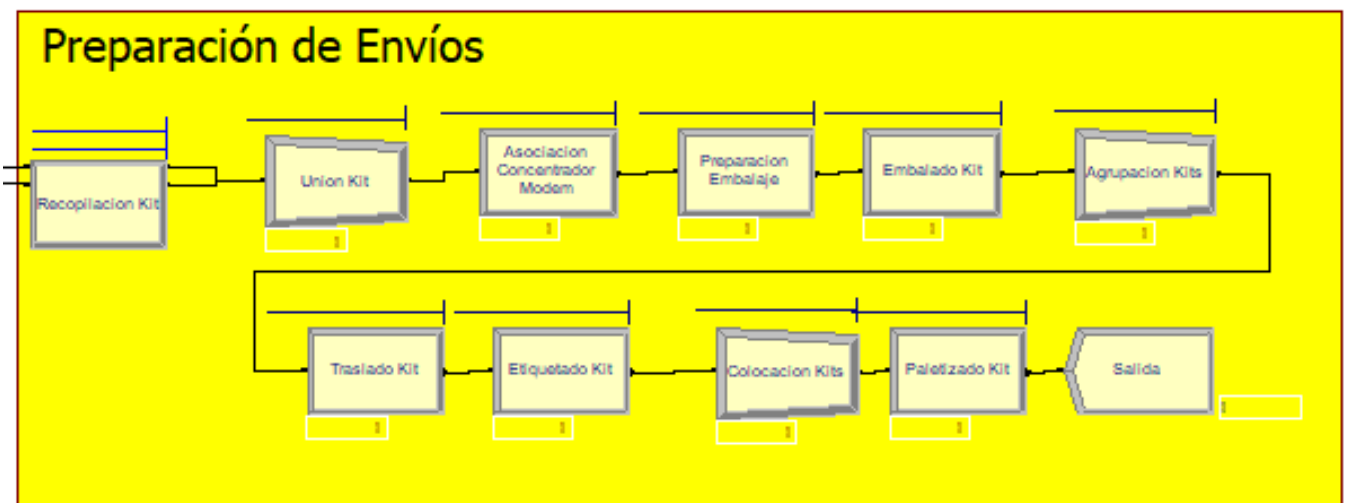 Preparación de Envíos
Recopilacion Kit
Union Kit
Asociacion
Concentrador
Modem
Preparacion
Embalaje
Embalado Kit
Agrupacion Kits
Traslado Kit
Etiquetado Kit
Colocacion Kits
Paletizado Kit
Salida